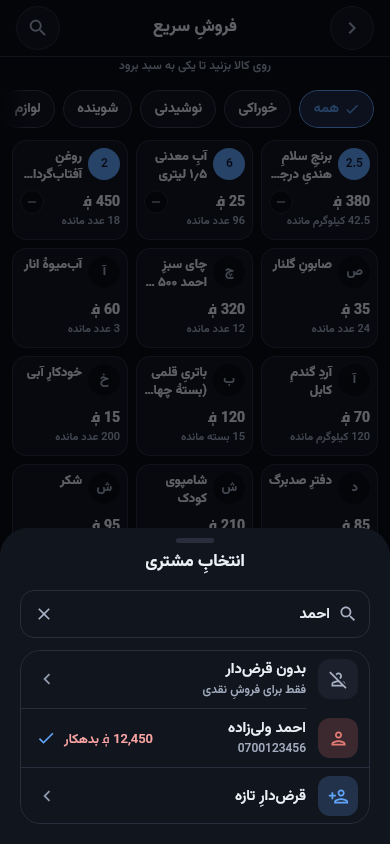 فروشِ سریع
روی کالا بزنید تا یکی به سبد برود
همه
خوراکی
نوشیدنی
شوینده
لوازم
2.5
برنجِ سلامِ
هندیِ درجـ…
380 ؋
42.5 کیلوگرم مانده
6
آبِ معدنی
۱٫۵ لیتری
25 ؋
96 عدد مانده
2
روغنِ
آفتاب‌گردا…
450 ؋
18 عدد مانده
ص
صابونِ گلنار
35 ؋
24 عدد مانده
چ
چای سبزِ
احمد ۵۰۰ …
320 ؋
12 عدد مانده
آ
آب‌میوهٔ انار
60 ؋
3 عدد مانده
آ
آردِ گندمِ
کابل
70 ؋
120 کیلوگرم مانده
ب
باتریِ قلمی
(بستهٔ چها…
120 ؋
15 بسته مانده
خ
خودکارِ آبی
15 ؋
200 عدد مانده
د
دفترِ صدبرگ
85 ؋
ش
شامپوی
کودک
210 ؋
ش
شکر
95 ؋
انتخابِ مشتری
احمد
بدون قرض‌دار
فقط برای فروشِ نقدی
احمد ولی‌زاده
0700123456
12,450 ؋ بدهکار
قرض‌دارِ تازه